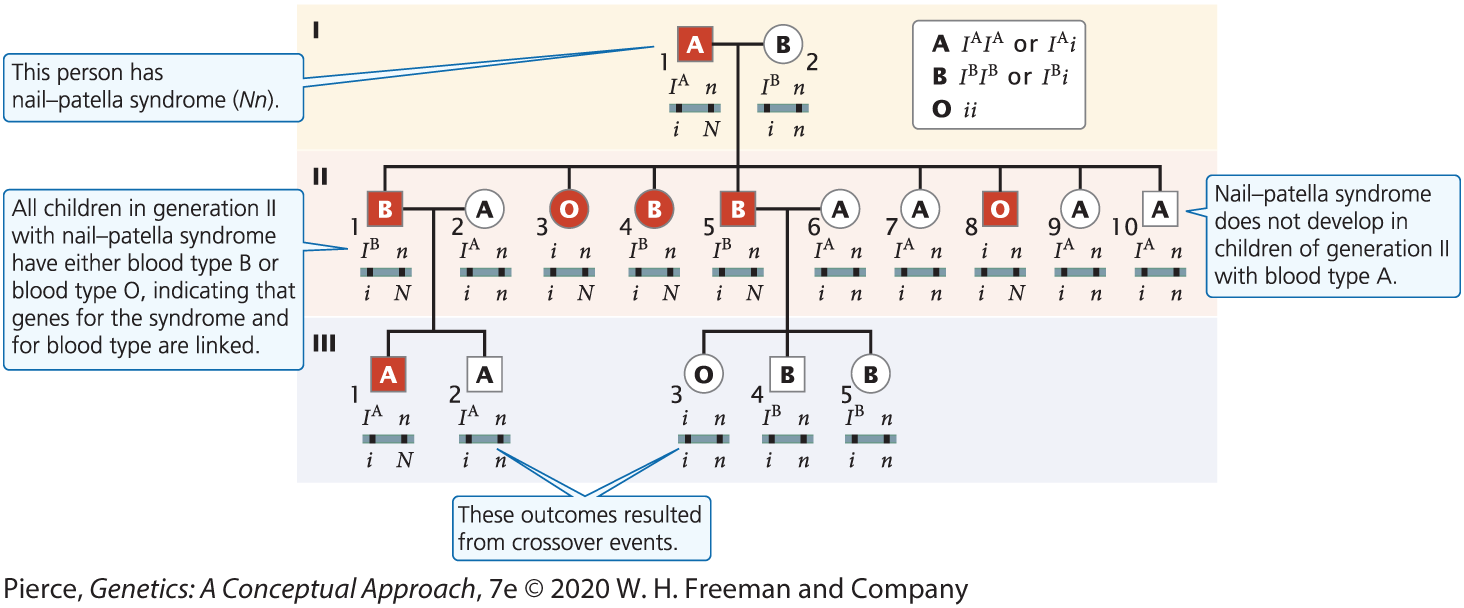 I
A
B
1
2
I^A n
I^B n
i N
i n
A I^AI^A or I^Ai
B I^BI^B or I^Bi
O ii
This person has
nail–patella syndrome (Nn).
II
B
A
O
B
B
A
A
O
A
A
1
2
3
4
5
6
7
8
9
10
I^B n
I^A n
i n
I^B n
I^B n
I^A n
I^A n
i n
I^A n
I^A n
i N
i n
i N
i N
i N
i n
i n
i N
i n
i n
All children in generation II
with nail–patella syndrome
have either blood type B or
blood type O, indicating that
genes for the syndrome and
for blood type are linked.
Nail–patella syndrome
does not develop in
children of generation II
with blood type A.
III
A
A
O
B
B
1
2
3
4
5
I^A n
I^A n
i n
I^B n
I^B n
i N
i n
i n
i n
i n
These outcomes resulted
from crossover events.
Pierce, Genetics: A Conceptual Approach, 7e © 2020 W. H. Freeman and Company